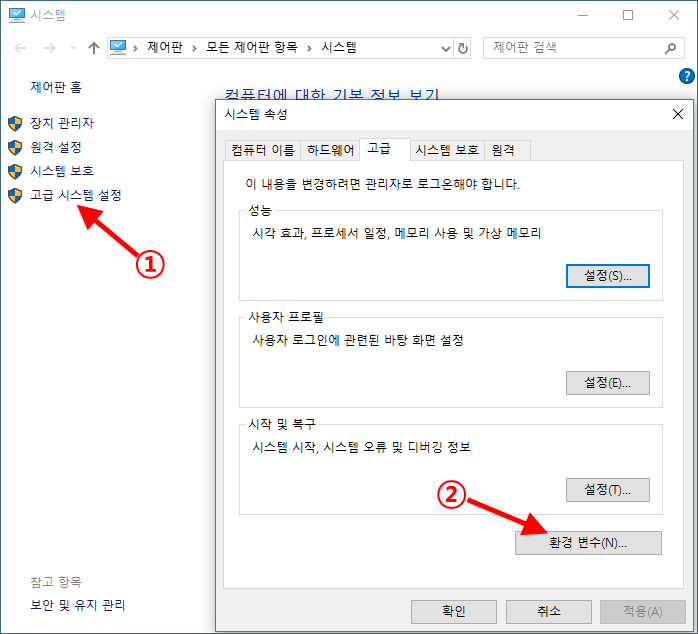 시스템
제어판 › 모든 제어판 항목 › 시스템
제어판 검색
?
제어판 홈
장치 관리자
원격 설정
시스템 보호
고급 시스템 설정
①
컴퓨터에 대한 기본 정보 보기
시스템 속성
컴퓨터 이름 하드웨어 고급 시스템 보호 원격
이 내용을 변경하려면 관리자로 로그온해야 합니다.
성능
시각 효과, 프로세서 일정, 메모리 사용 및 가상 메모리
설정(S)...
사용자 프로필
사용자 로그인에 관련된 바탕 화면 설정
설정(E)...
시작 및 복구
시스템 시작, 시스템 오류 및 디버깅 정보
설정(T)...
②
환경 변수(N)...
확인 취소 적용(A)
참고 항목
보안 및 유지 관리